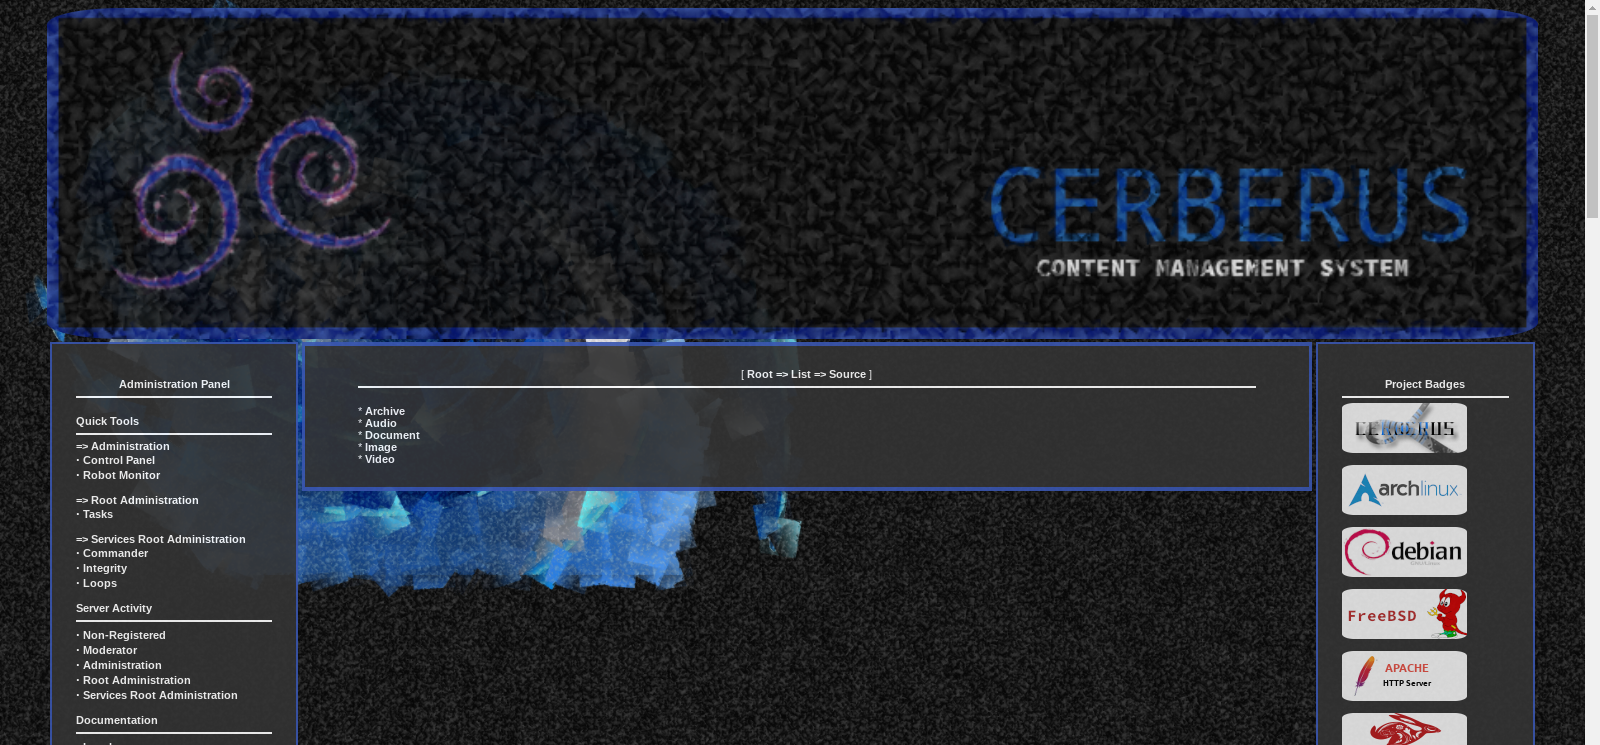 CERBERUS
CONTENT MANAGEMENT SYSTEM
Administration Panel
Quick Tools
=> Administration
· Control Panel
· Robot Monitor
=> Root Administration
· Tasks
=> Services Root Administration
· Commander
· Integrity
· Loops
Server Activity
· Non-Registered
· Moderator
· Administration
· Root Administration
· Services Root Administration
Documentation
[ Root => List => Source ]
* Archive
* Audio
* Document
* Image
* Video
Project Badges
CERBERUS
archlinux
debian
FreeBSD
APACHE
HTTP Server